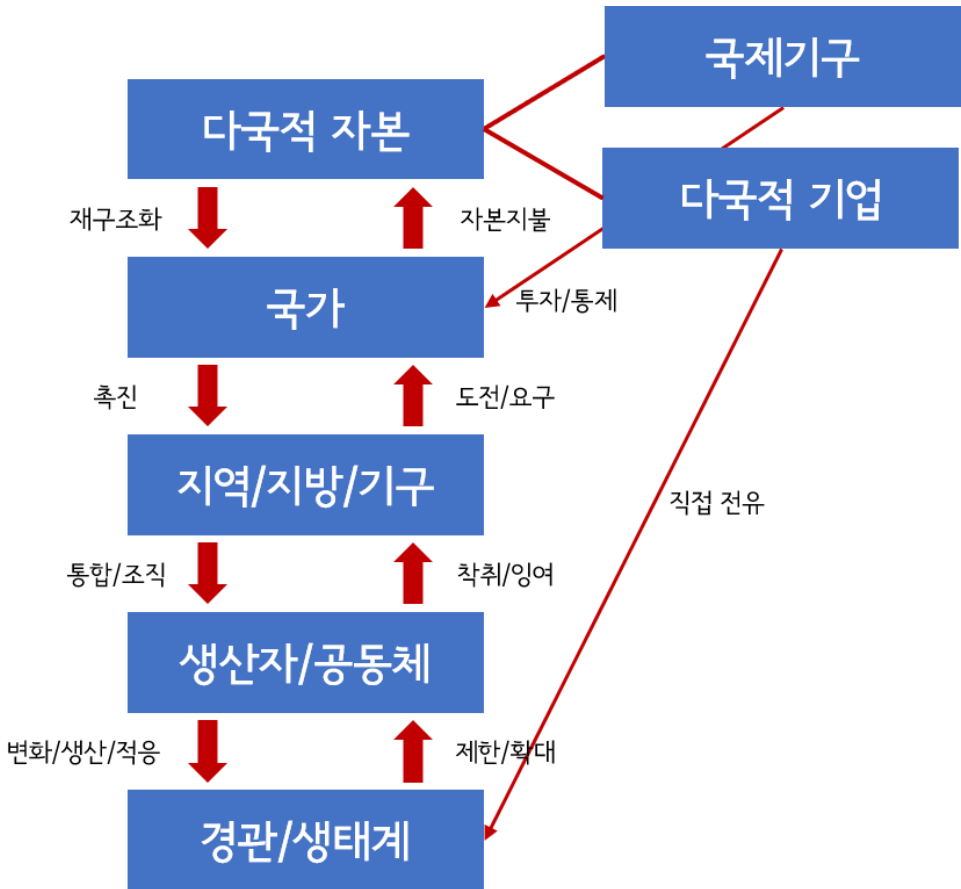 국제기구
다국적 자본
다국적 기업
재구조화
자본지불
국가
투자/통제
촉진
도전/요구
지역/지방/기구
직접 전유
통합/조직
착취/잉여
생산자/공동체
변화/생산/적응
제한/확대
경관/생태계